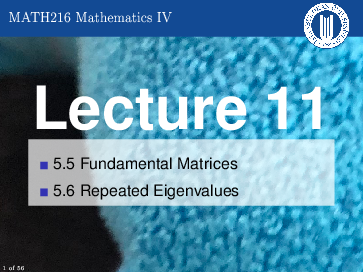 MATH216 Mathematics IV
Lecture 11
5.5 Fundamental Matrices
5.6 Repeated Eigenvalues
1 of 56